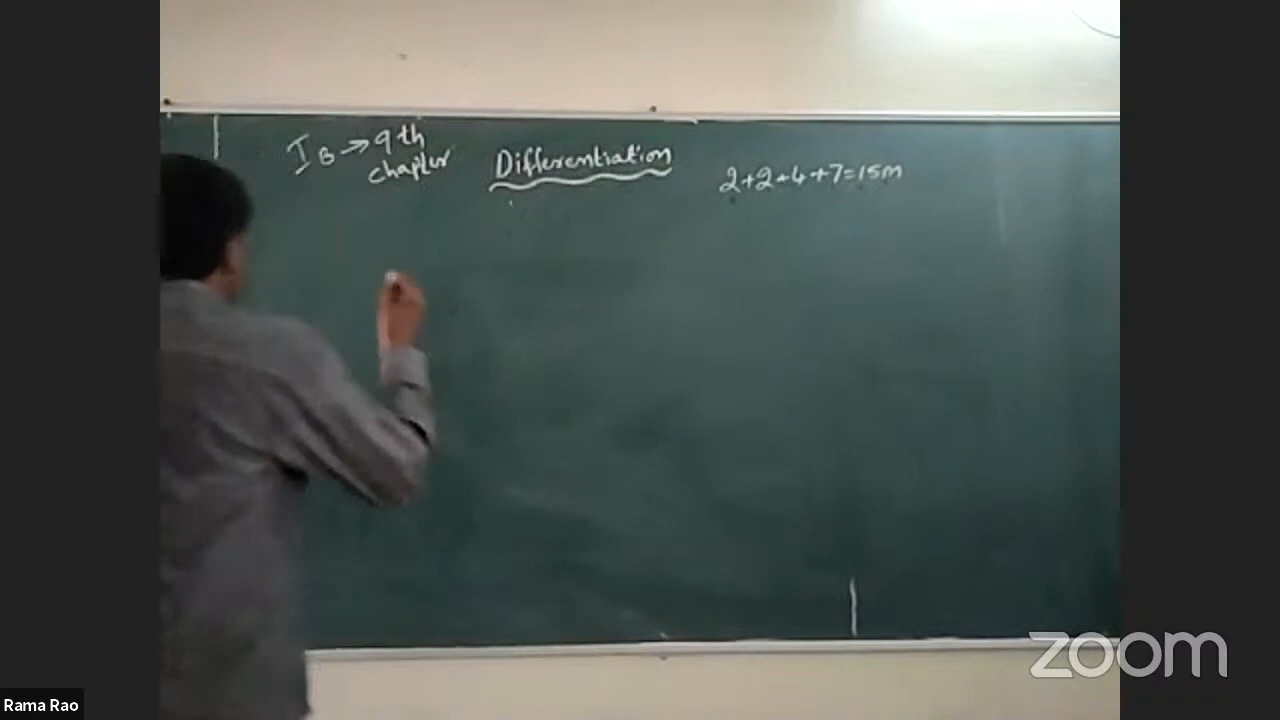 I B → 9th
chapter
Differentiation
2+2+4+7=15m
zoom
Rama Rao